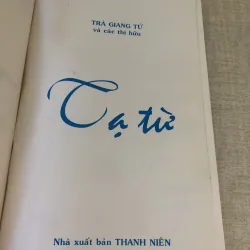 TRÀ GIANG TỬ
và các thi hữu
Tạ từ
Nhà xuất bản THANH NIÊN